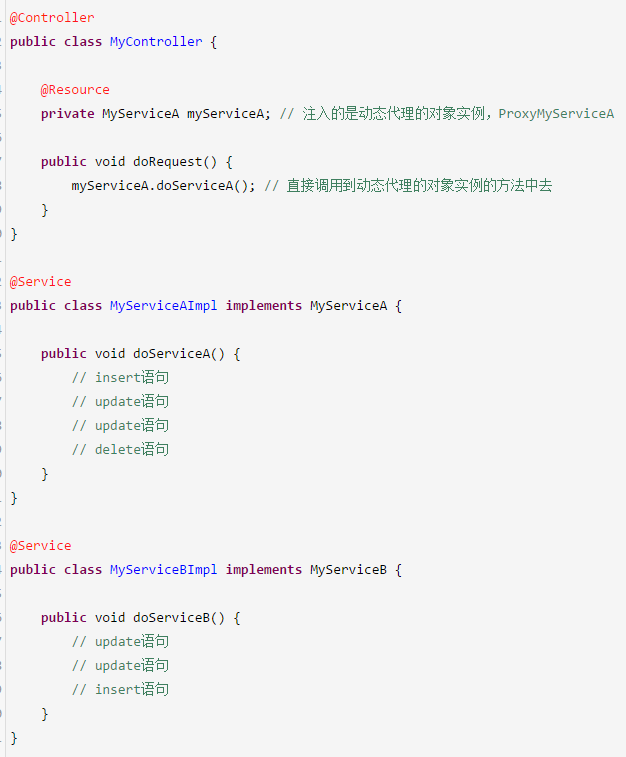 @Controller
public class MyController {
@Resource
private MyServiceA myServiceA; // 注入的是动态代理的对象实例，ProxyMyServiceA
public void doRequest() {
myServiceA.doServiceA(); // 直接调用到动态代理的对象实例的方法中去
}
}
@Service
public class MyServiceAImpl implements MyServiceA {
public void doServiceA() {
// insert语句
// update语句
// update语句
// delete语句
}
}
@Service
public class MyServiceBImpl implements MyServiceB {
public void doServiceB() {
// update语句
// update语句
// insert语句
}
}